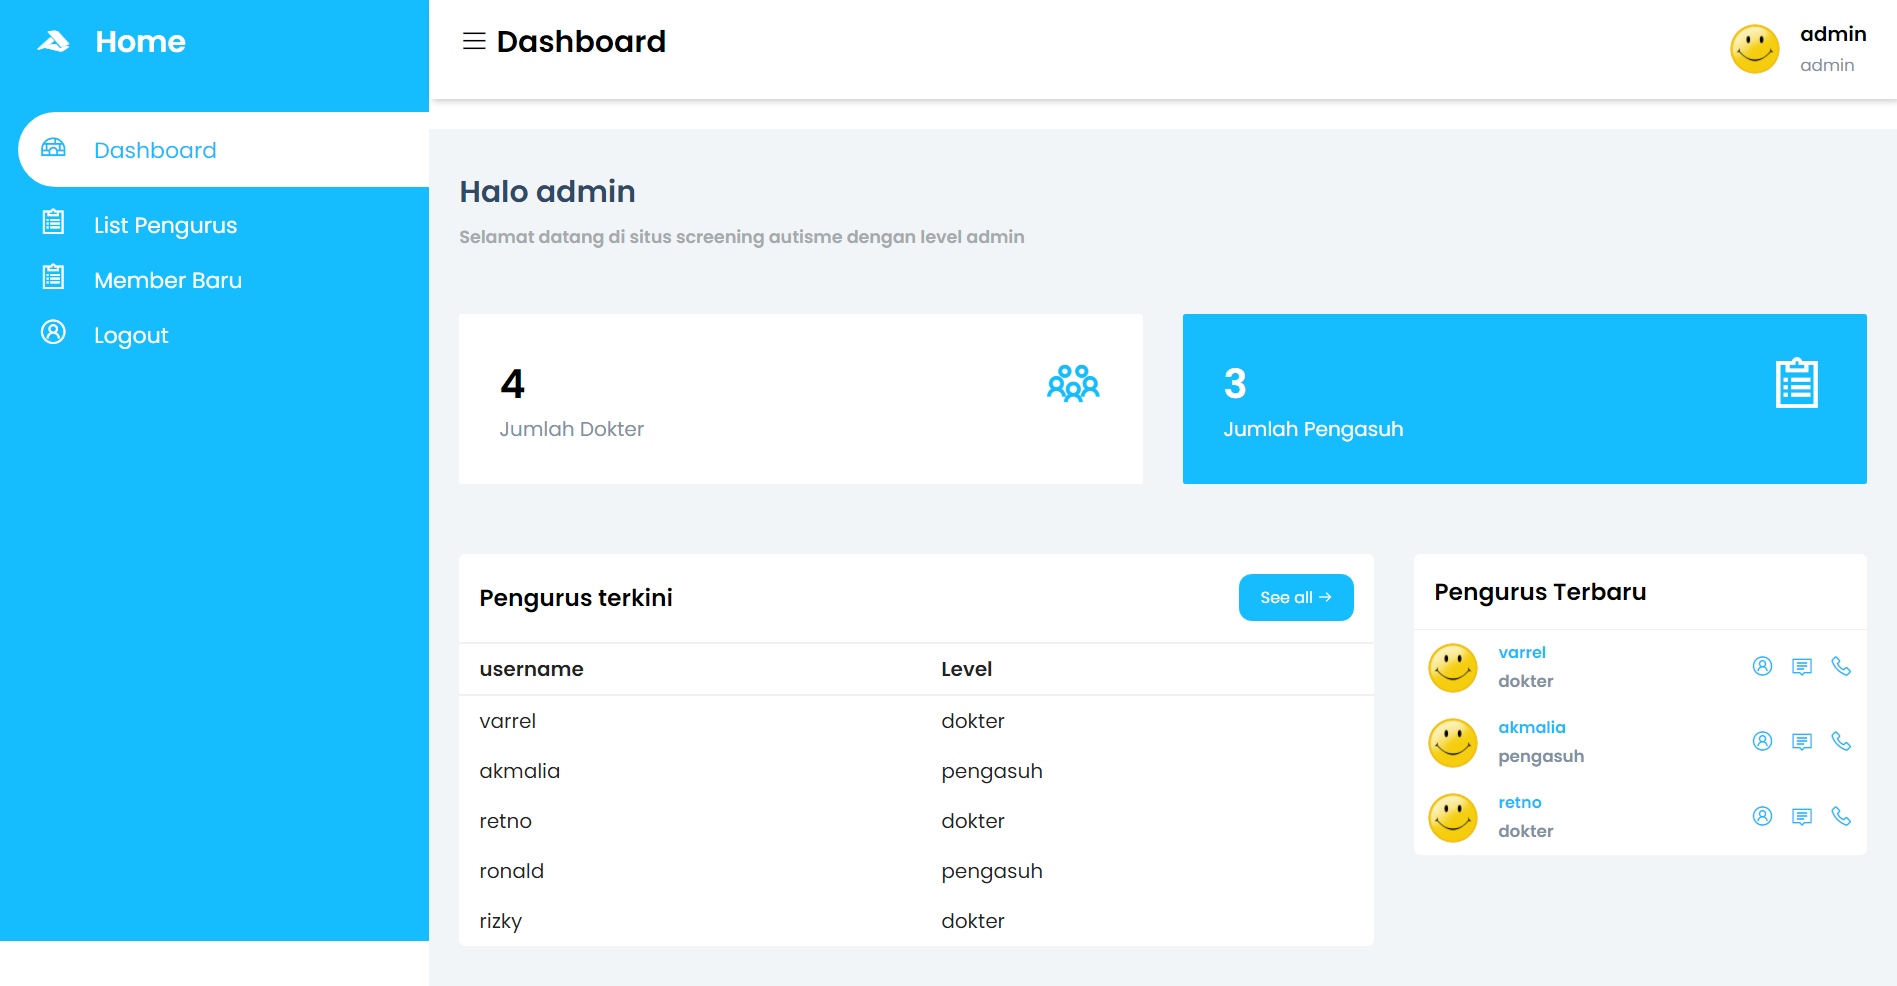 Home
Dashboard
List Pengurus
Member Baru
Logout
Dashboard
admin
admin
Halo admin
Selamat datang di situs screening autisme dengan level admin
4
Jumlah Dokter
3
Jumlah Pengasuh
Pengurus terkini
See all →
username Level
varrel dokter
akmalia pengasuh
retno dokter
ronald pengasuh
rizky dokter
Pengurus Terbaru
varrel
dokter
akmalia
pengasuh
retno
dokter